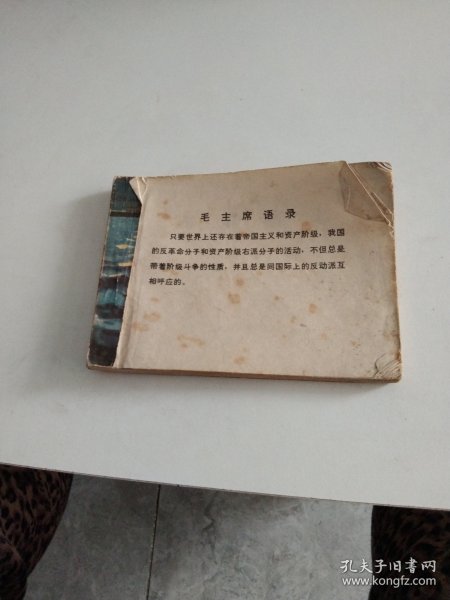 毛主席语录
只要世界上还存在着帝国主义和资产阶级，我国
的反革命分子和资产阶级右派分子的活动，不但总是
带着阶级斗争的性质，并且总是同国际上的反动派互
相呼应的。
孔夫子旧书网
www.kongfz.com